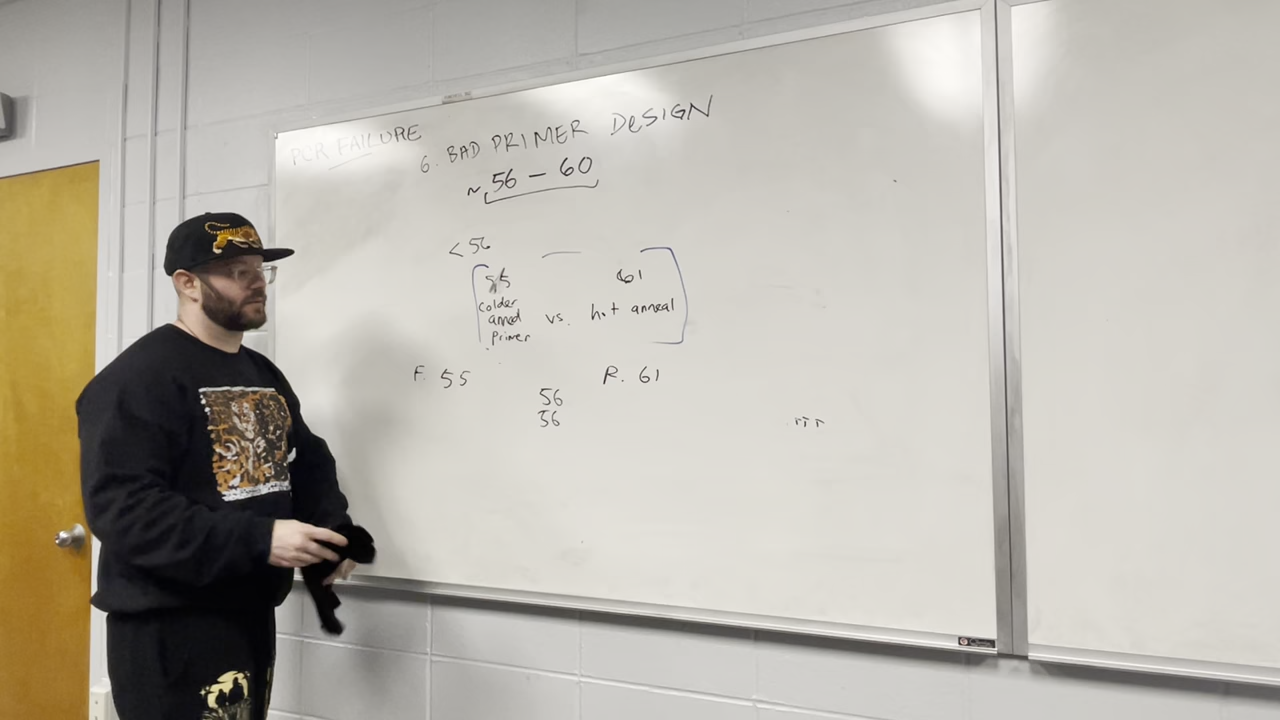 PCR FAILURE
6. BAD PRIMER DeSIGN
~ 56 – 60
< 56
55
61
colder
anned
primer
vs.
hot anneal
F. 55
R. 61
56
56